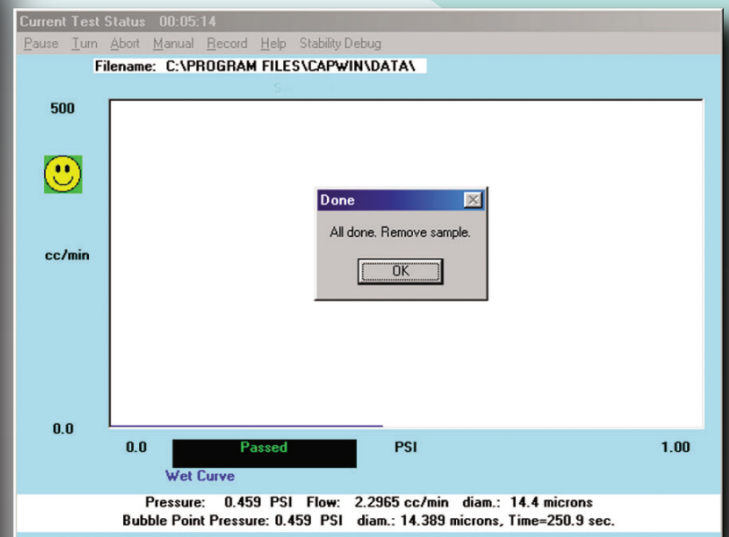 Current Test Status 00:05:14
Pause Turn Abort Manual Record Help Stability Debug
Filename: C:\PROGRAM FILES\CAPWIN\DATA\
500
Done
All done. Remove sample.
OK
cc/min
0.0
0.0 Passed PSI 1.00
Wet Curve
Pressure: 0.459 PSI Flow: 2.2965 cc/min diam.: 14.4 microns
Bubble Point Pressure: 0.459 PSI diam.: 14.389 microns, Time=250.9 sec.